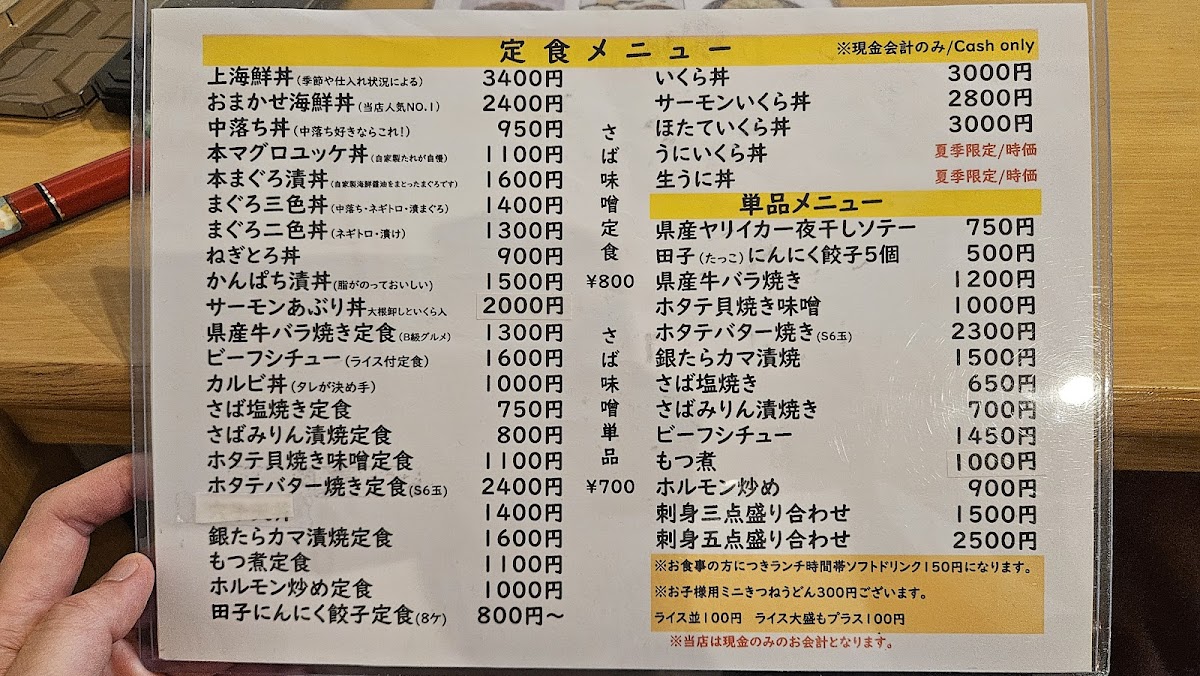 定食メニュー ※現金会計のみ/Cash only
上海鮮丼(季節や仕入れ状況による) 3400円
おまかせ海鮮丼(当店人気NO.1) 2400円
中落ち丼(中落ち好きならこれ!) 950円
本マグロユッケ丼(自家製たれが自慢) 1100円
本まぐろ漬丼(自家製海鮮醤油をまとったまぐろです) 1600円
まぐろ三色丼(中落ち・ネギトロ・漬まぐろ) 1400円
まぐろ二色丼(ネギトロ・漬け) 1300円
ねぎとろ丼 900円
かんぱち漬丼(脂がのっておいしい) 1500円
サーモンあぶり丼大根卸しといくら入 2000円
県産牛バラ焼き定食(B級グルメ) 1300円
ビーフシチュー(ライス付定食) 1600円
カルビ丼(タレが決め手) 1000円
さば塩焼き定食 750円
さばみりん漬焼定食 800円
ホタテ貝焼き味噌定食 1100円
ホタテバター焼き定食(S6玉) 2400円
1400円
銀たらカマ漬焼定食 1600円
もつ煮定食 1100円
ホルモン炒め定食 1000円
田子にんにく餃子定食(8ケ) 800円〜
さば味噌定食
¥800
さば味噌単品
¥700
いくら丼 3000円
サーモンいくら丼 2800円
ほたていくら丼 3000円
うにいくら丼 夏季限定/時価
生うに丼 夏季限定/時価
単品メニュー
県産ヤリイカ一夜干しソテー 750円
田子(たっこ)にんにく餃子5個 500円
県産牛バラ焼き 1200円
ホタテ貝焼き味噌 1000円
ホタテバター焼き(S6玉) 2300円
銀たらカマ漬焼 1500円
さば塩焼き 650円
さばみりん漬焼き 700円
ビーフシチュー 1450円
もつ煮 1000円
ホルモン炒め 900円
刺身三点盛り合わせ 1500円
刺身五点盛り合わせ 2500円
※お食事の方につきランチ時間帯ソフトドリンク150円になります。
※お子様用ミニきつねうどん300円ございます。
ライス並100円 ライス大盛もプラス100円
※当店は現金のみのお会計となります。